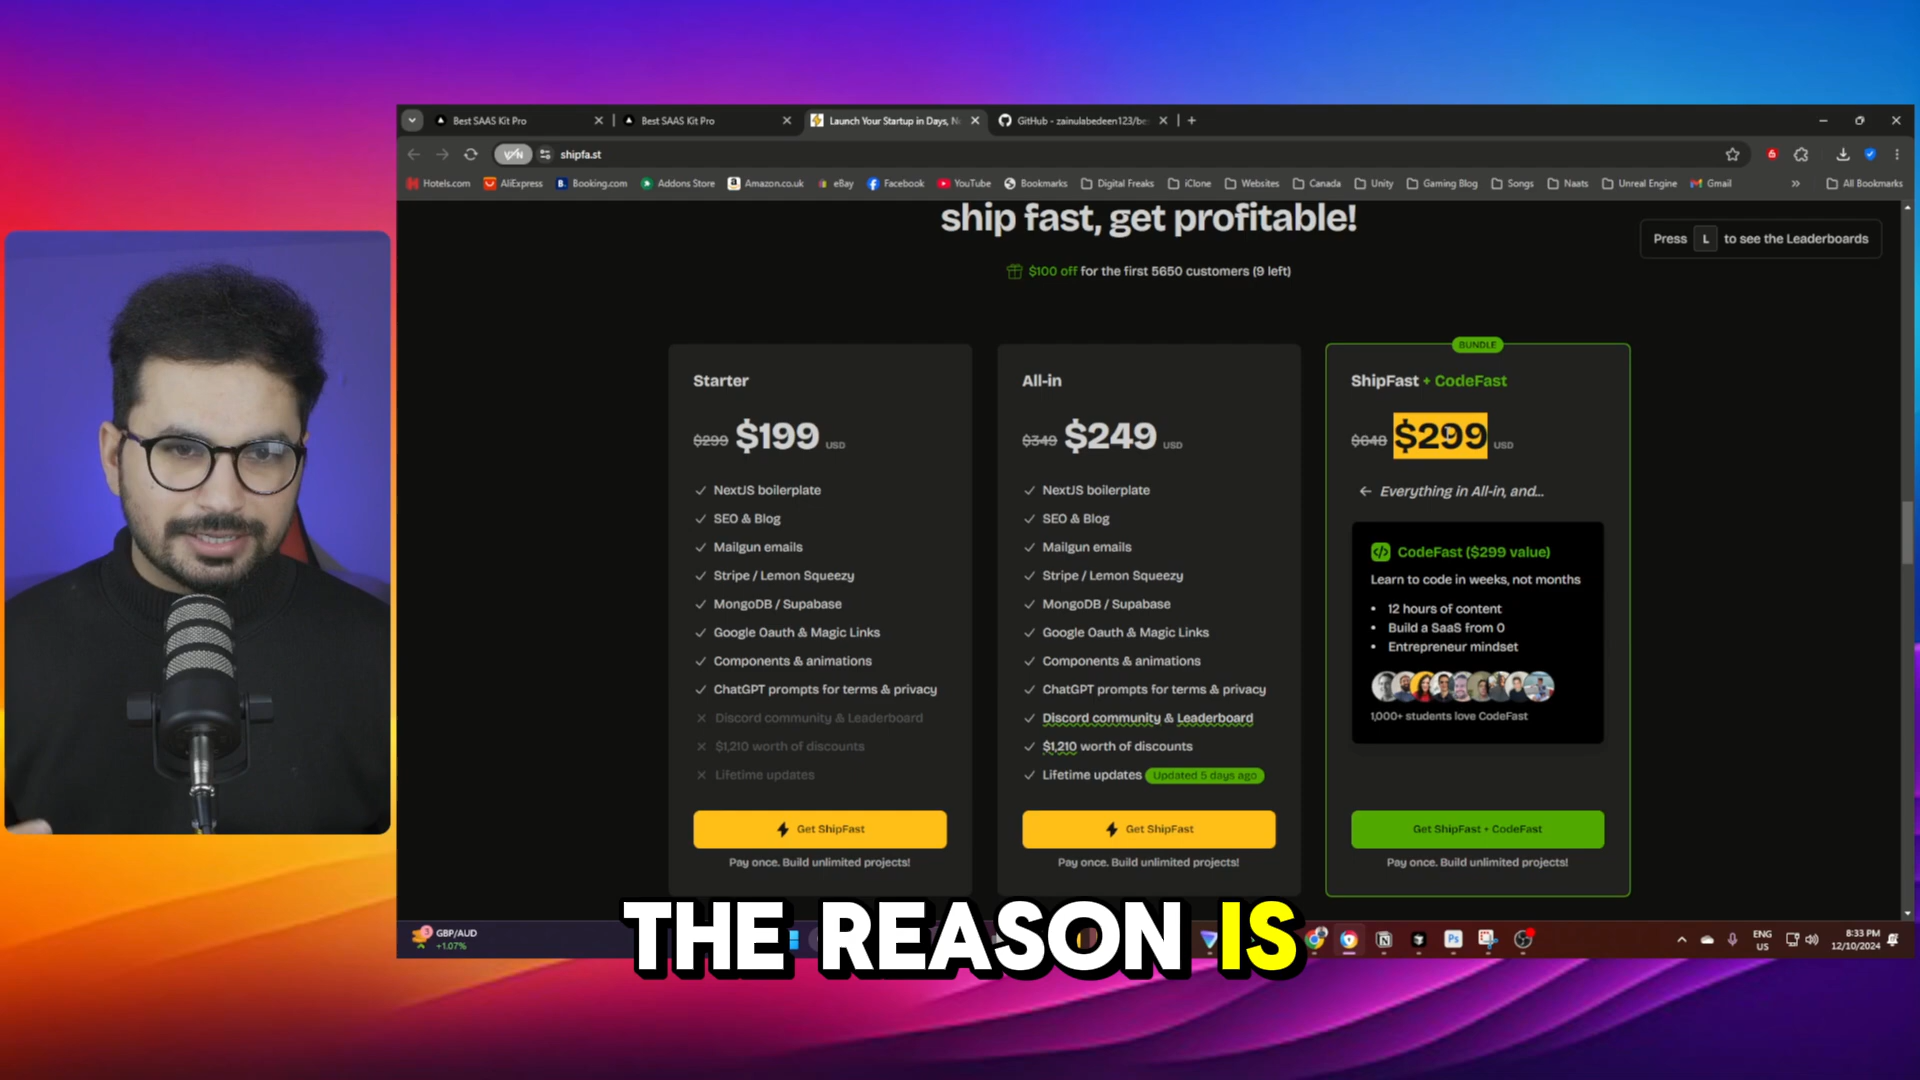 Best SAAS Kit Pro
Best SAAS Kit Pro
Launch Your Startup in Days, N
GitHub - zainulabedeen123/be
VPN
shipfa.st
Hotels.com
AliExpress
Booking.com
Addons Store
Amazon.co.uk
eBay
Facebook
YouTube
Bookmarks
Digital Freaks
iClone
Websites
Canada
Unity
Gaming Blog
Songs
Naats
Unreal Engine
Gmail
All Bookmarks
ship fast, get profitable!
Press L to see the Leaderboards
$100 off for the first 5650 customers (9 left)
BUNDLE
Starter
$299 $199 USD
NextJS boilerplate
SEO & Blog
Mailgun emails
Stripe / Lemon Squeezy
MongoDB / Supabase
Google Oauth & Magic Links
Components & animations
ChatGPT prompts for terms & privacy
Discord community & Leaderboard
$1,210 worth of discounts
Lifetime updates
Get ShipFast
Pay once. Build unlimited projects!
All-in
$349 $249 USD
NextJS boilerplate
SEO & Blog
Mailgun emails
Stripe / Lemon Squeezy
MongoDB / Supabase
Google Oauth & Magic Links
Components & animations
ChatGPT prompts for terms & privacy
Discord community & Leaderboard
$1,210 worth of discounts
Lifetime updates Updated 5 days ago
Get ShipFast
Pay once. Build unlimited projects!
ShipFast + CodeFast
$648 $299 USD
← Everything in All-in, and...
CodeFast ($299 value)
Learn to code in weeks, not months
• 12 hours of content
• Build a SaaS from 0
• Entrepreneur mindset
1,000+ students love CodeFast
Get ShipFast + CodeFast
Pay once. Build unlimited projects!
THE REASON IS
3
GBP/AUD
+1.07%
Ps
ENG
US
8:33 PM
12/10/2024